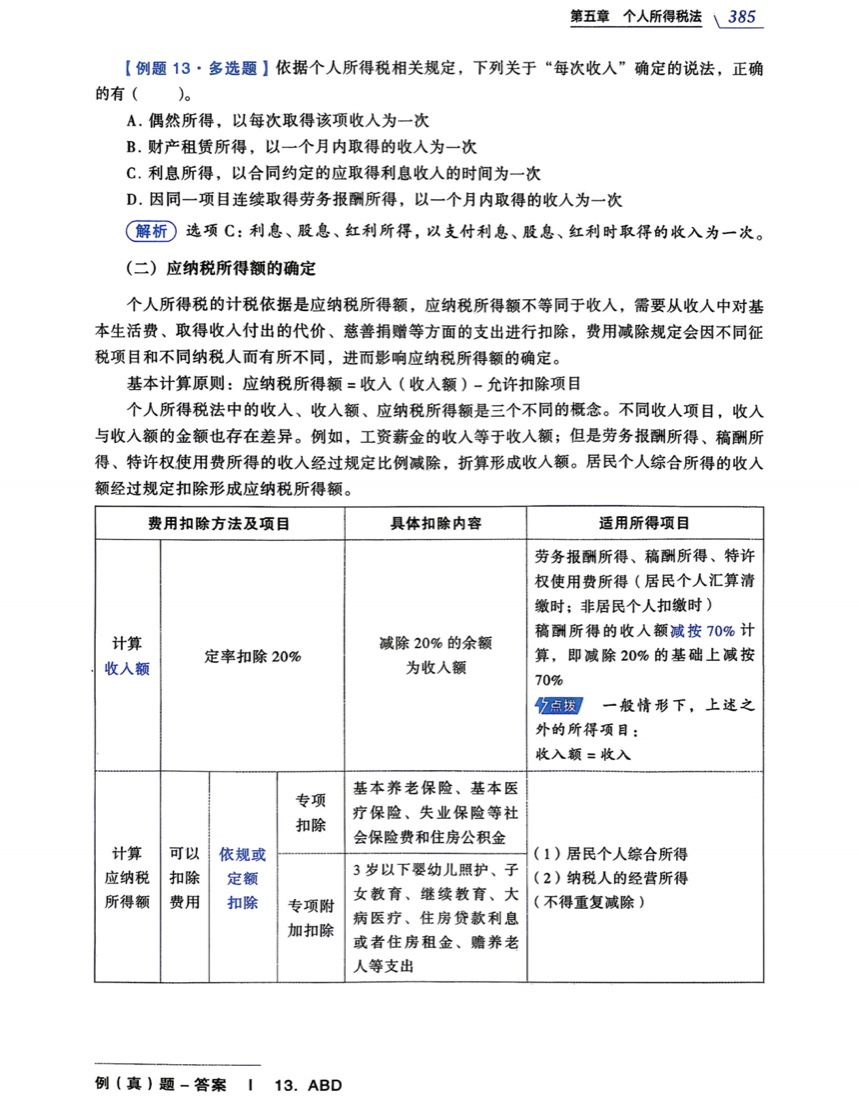 第五章 个人所得税法 385
【例题 13·多选题】依据个人所得税相关规定，下列关于“每次收入”确定的说法，正确
的有（  ）。
A. 偶然所得，以每次取得该项收入为一次
B. 财产租赁所得，以一个月内取得的收入为一次
C. 利息所得，以合同约定的应取得利息收入的时间为一次
D. 因同一项目连续取得劳务报酬所得，以一个月内取得的收入为一次
解析 选项 C：利息、股息、红利所得，以支付利息、股息、红利时取得的收入为一次。
（二）应纳税所得额的确定
个人所得税的计税依据是应纳税所得额，应纳税所得额不等同于收入，需要从收入中对基
本生活费、取得收入付出的代价、慈善捐赠等方面的支出进行扣除，费用减除规定会因不同征
税项目和不同纳税人而有所不同，进而影响应纳税所得额的确定。
基本计算原则：应纳税所得额 = 收入（收入额）- 允许扣除项目
个人所得税法中的收入、收入额、应纳税所得额是三个不同的概念。不同收入项目，收入
与收入额的金额也存在差异。例如，工资薪金的收入等于收入额；但是劳务报酬所得、稿酬所
得、特许权使用费所得的收入经过规定比例减除，折算形成收入额。居民个人综合所得的收入
额经过规定扣除形成应纳税所得额。
费用扣除方法及项目 具体扣除内容 适用所得项目
计算
收入额
定率扣除 20%
减除 20% 的余额
为收入额
劳务报酬所得、稿酬所得、特许
权使用费所得（居民个人汇算清
缴时；非居民个人扣缴时）
稿酬所得的收入额减按 70% 计
算，即减除 20% 的基础上减按
70%
点拨 一般情形下，上述之
外的所得项目：
收入额 = 收入
计算
应纳税
所得额
可以
扣除
费用
依规或
定额
扣除
专项
扣除
基本养老保险、基本医
疗保险、失业保险等社
会保险费和住房公积金
专项附
加扣除
3 岁以下婴幼儿照护、子
女教育、继续教育、大
病医疗、住房贷款利息
或者住房租金、赡养老
人等支出
（1）居民个人综合所得
（2）纳税人的经营所得
（不得重复减除）
例（真）题 - 答案 | 13. ABD